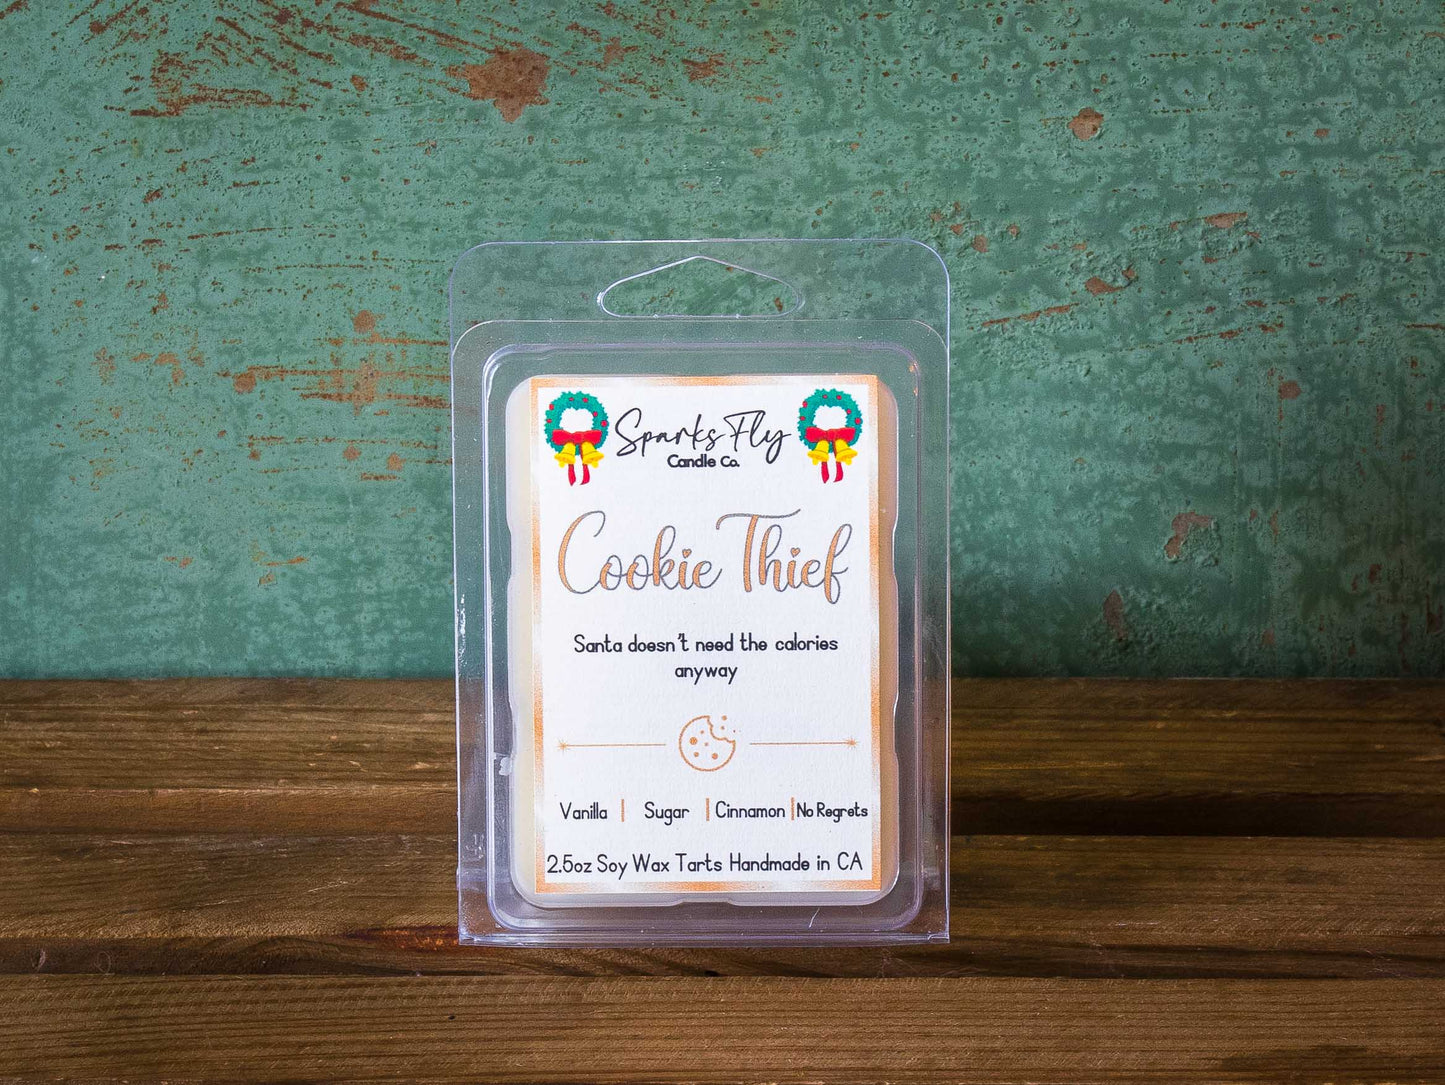 Sparks Fly
Candle Co.
Cookie Thief
Santa doesn't need the calories
anyway
Vanilla | Sugar | Cinnamon | No Regrets
2.5oz Soy Wax Tarts Handmade in CA